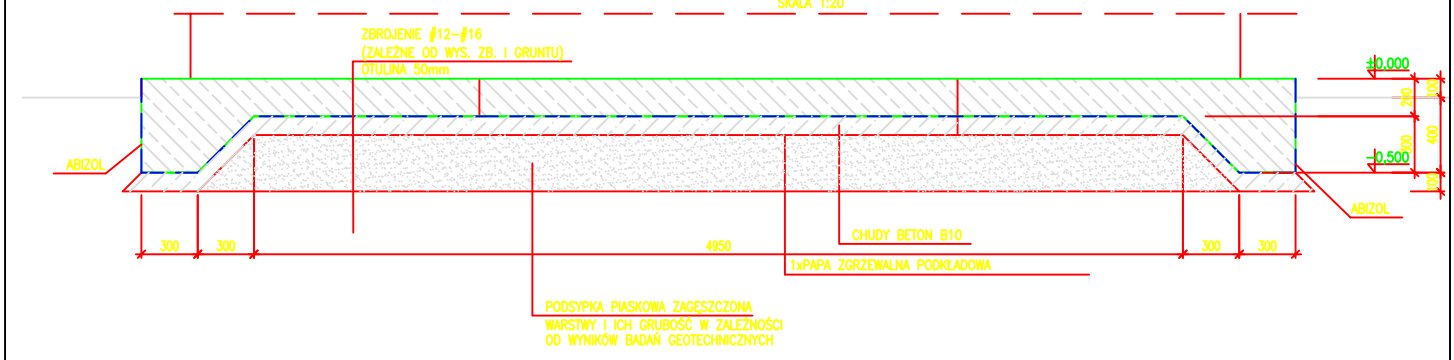 SKALA 1:20
ZBROJENIE #12-#16
(ZALEŻNE OD WYS. ZB. I GRUNTU)
OTULINA 50mm
±0.000
100
200
400
300
-0.500
100
ABIZOL
ABIZOL
300
300
4950
300
300
CHUDY BETON B10
1xPAPA ZGRZEWALNA PODKŁADOWA
PODSYPKA PIASKOWA ZAGĘSZCZONA
WARSTWY I ICH GRUBOŚĆ W ZALEŻNOŚCI
OD WYNIKÓW BADAŃ GEOTECHNICZNYCH